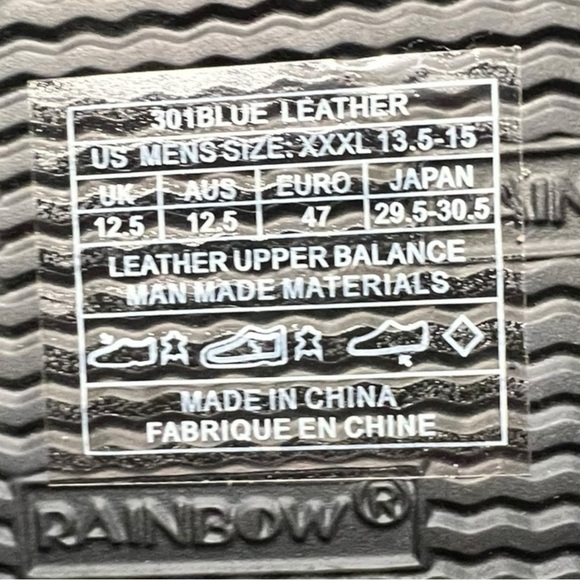 301BLUE LEATHER
US MENS SIZE: XXXL 13.5-15
UK AUS EURO JAPAN
12.5 12.5 47 29.5-30.5
LEATHER UPPER BALANCE
MAN MADE MATERIALS
MADE IN CHINA
FABRIQUE EN CHINE
RAINBOW®